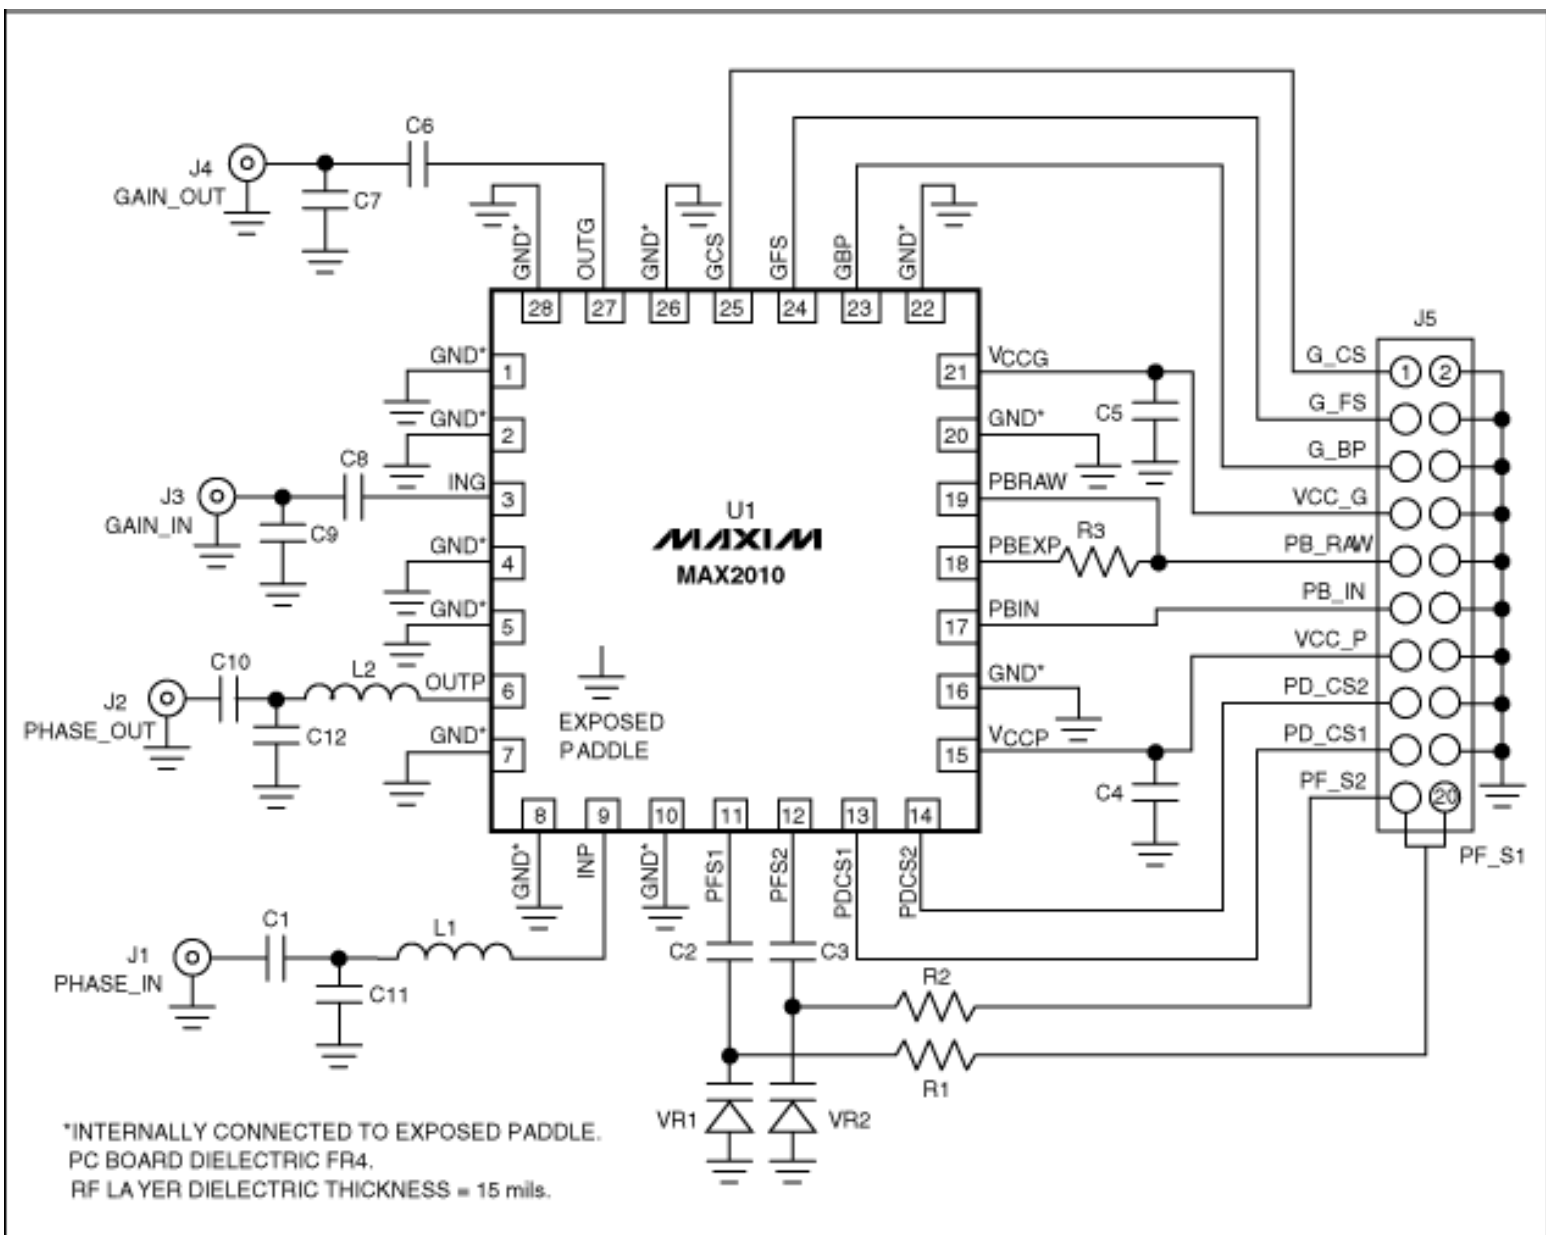 C6
J4
GAIN_OUT
C7
GND*
OUTG
GND*
GCS
GFS
GBP
GND*
28
27
26
25
24
23
22
J5
GND*
1
VCCG
21
G_CS
1
2
C5
G_FS
GND*
2
GND*
20
G_BP
C8
J3
GAIN_IN
C9
ING
3
PBRAW
19
VCC_G
U1
MAXIM
MAX2010
R3
GND*
4
PBEXP
18
PB_RAW
GND*
5
PBIN
17
PB_IN
VCC_P
C10
L2
J2
PHASE_OUT
C12
OUTP
6
GND*
16
PD_CS2
EXPOSED
PADDLE
GND*
7
VCCP
15
PD_CS1
C4
PF_S2
20
PF_S1
8
9
10
11
12
13
14
GND*
INP
GND*
PFS1
PFS2
PDCS1
PDCS2
C1
L1
J1
PHASE_IN
C11
C2
C3
R2
R1
VR1
VR2
*INTERNALLY CONNECTED TO EXPOSED PADDLE.
PC BOARD DIELECTRIC FR4.
RF LAYER DIELECTRIC THICKNESS = 15 mils.